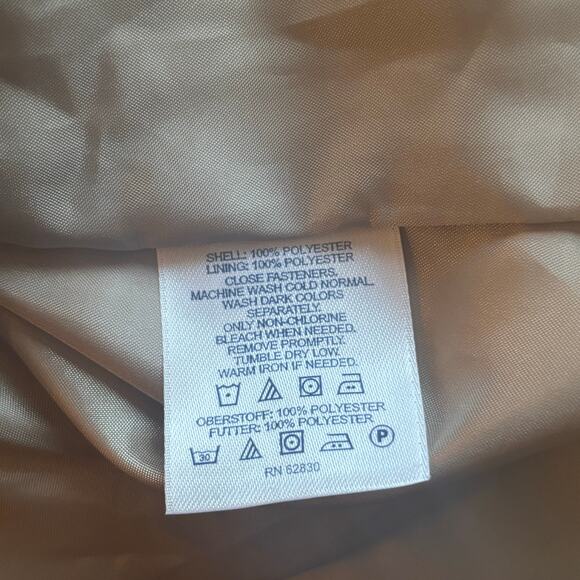 SHELL: 100% POLYESTER
LINING: 100% POLYESTER
CLOSE FASTENERS.
MACHINE WASH COLD NORMAL.
WASH DARK COLORS
SEPARATELY.
ONLY NON-CHLORINE
BLEACH WHEN NEEDED.
REMOVE PROMPTLY.
TUMBLE DRY LOW.
WARM IRON IF NEEDED.
OBERSTOFF: 100% POLYESTER
FUTTER: 100% POLYESTER
30 P
RN 62830